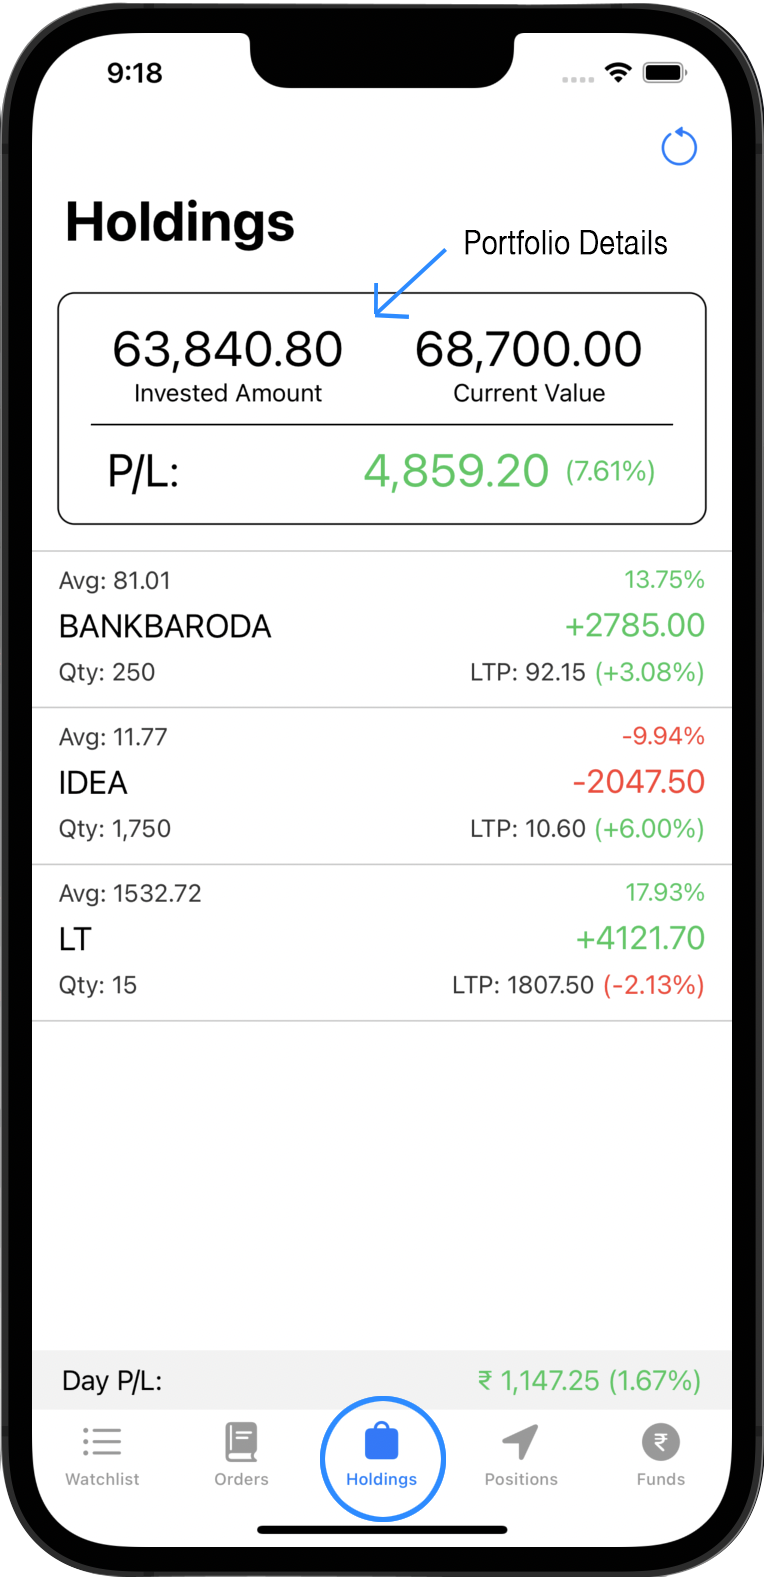 9:18
Holdings
Portfolio Details
63,840.80 68,700.00
Invested Amount Current Value
P/L: 4,859.20 (7.61%)
Avg: 81.01 13.75%
BANKBARODA +2785.00
Qty: 250 LTP: 92.15 (+3.08%)
Avg: 11.77 -9.94%
IDEA -2047.50
Qty: 1,750 LTP: 10.60 (+6.00%)
Avg: 1532.72 17.93%
LT +4121.70
Qty: 15 LTP: 1807.50 (-2.13%)
Day P/L: ₹ 1,147.25 (1.67%)
Watchlist Orders Holdings Positions ₹ Funds